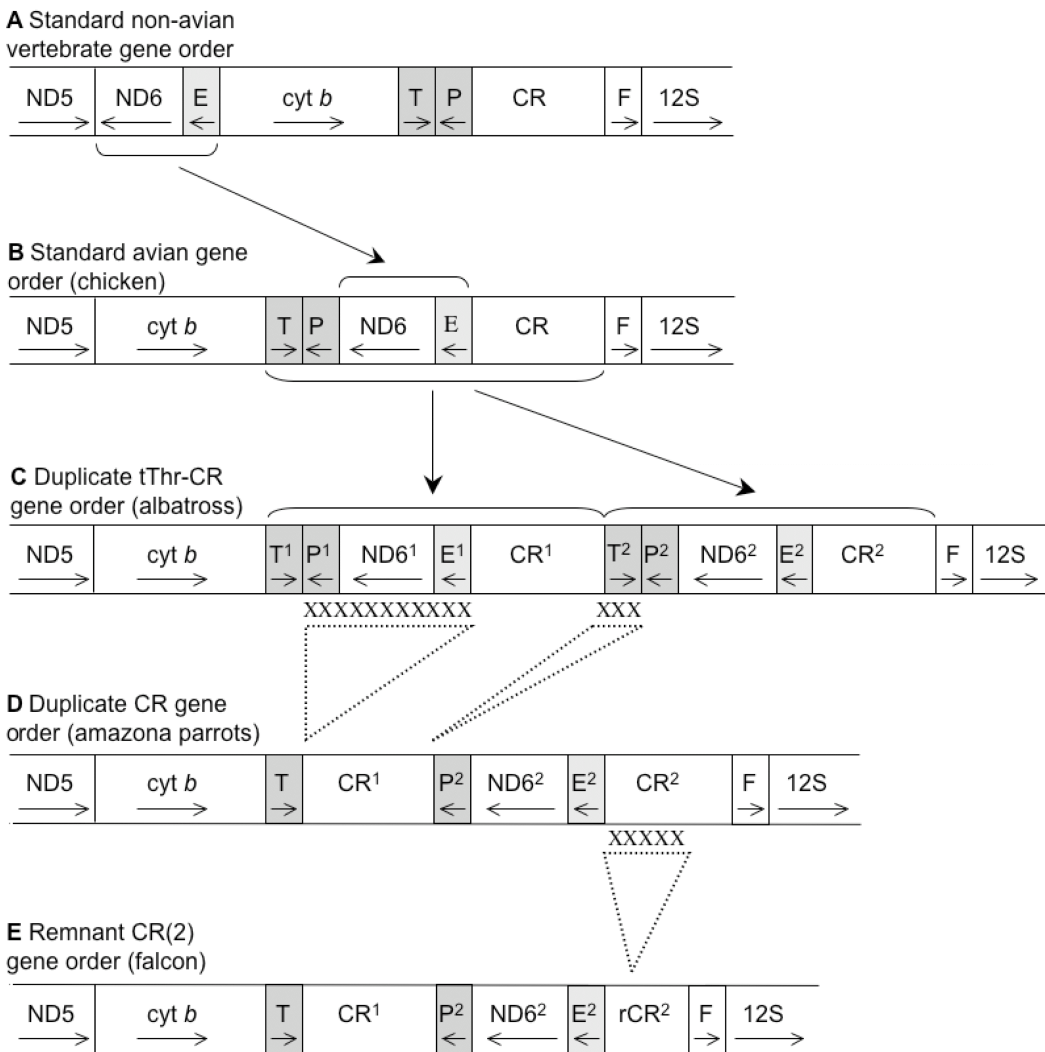 A Standard non-avian
vertebrate gene order
ND5 ND6 E cyt b T P CR F 12S
B Standard avian gene
order (chicken)
ND5 cyt b T P ND6 E CR F 12S
C Duplicate tThr-CR
gene order (albatross)
ND5 cyt b T¹ P¹ ND6¹ E¹ CR¹ T² P² ND6² E² CR² F 12S
XXXXXXXXXXX XXX
D Duplicate CR gene
order (amazona parrots)
ND5 cyt b T CR¹ P² ND6² E² CR² F 12S
XXXXX
E Remnant CR(2)
gene order (falcon)
ND5 cyt b T CR¹ P² ND6² E² rCR² F 12S